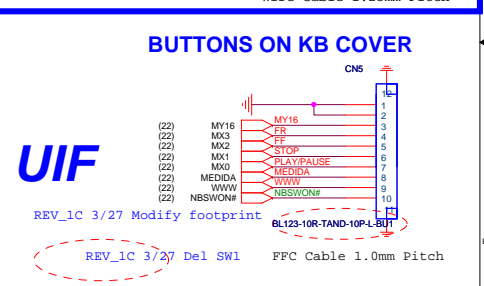 BUTTONS ON KB COVER
CN5
12
1
2
(22) MY16 MY16 3
(22) MX3 FR 4
(22) MX2 FF 5
(22) MX1 STOP 6
(22) MX0 PLAY/PAUSE 7
(22) MEDIDA MEDIDA 8
(22) WWW WWW 9
(22) NBSWON# NBSWON# 10
UIF
REV_1C 3/27 Modify footprint
BL123-10R-TAND-10P-L-BU1
REV_1C 3/27 Del SW1
FFC Cable 1.0mm Pitch